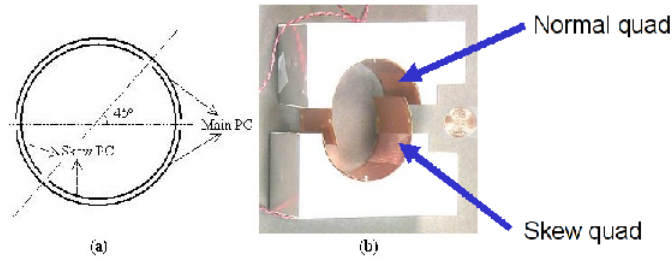 Normal quad
45°
Main PC
Skew PC
Skew quad
(a)
(b)